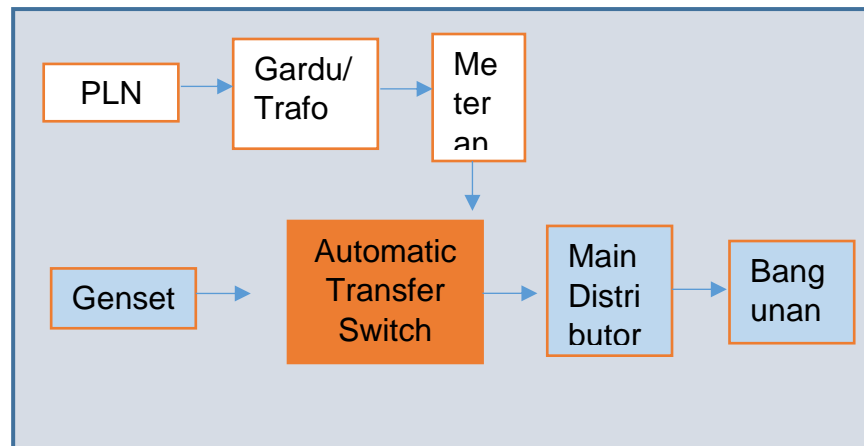 PLN
Gardu/
Trafo
Me
ter
an
Genset
Automatic
Transfer
Switch
Main
Distri
butor
Bang
unan